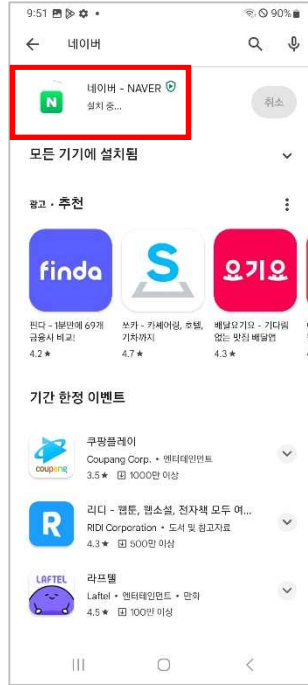 9:51 90%
네이버
네이버 - NAVER
설치 중...
취소
모든 기기에 설치됨
광고 • 추천
finda
S
요기요
핀다 - 1분만에 69개 금융사 비교!
4.2★
쏘카 - 카셰어링, 호텔, 기차까지
4.7★
배달요기요 - 기다림 없는 맛집 배달앱
4.3★
기간 한정 이벤트
coupang play
쿠팡플레이
Coupang Corp. • 엔터테인먼트
3.5★ 1000만 이상
R
리디 - 웹툰, 웹소설, 전자책 모두 여...
RIDI Corporation • 도서 및 참고자료
4.3★ 500만 이상
LAFTEL
라프텔
Laftel • 엔터테인먼트 • 만화
4.5★ 100만 이상